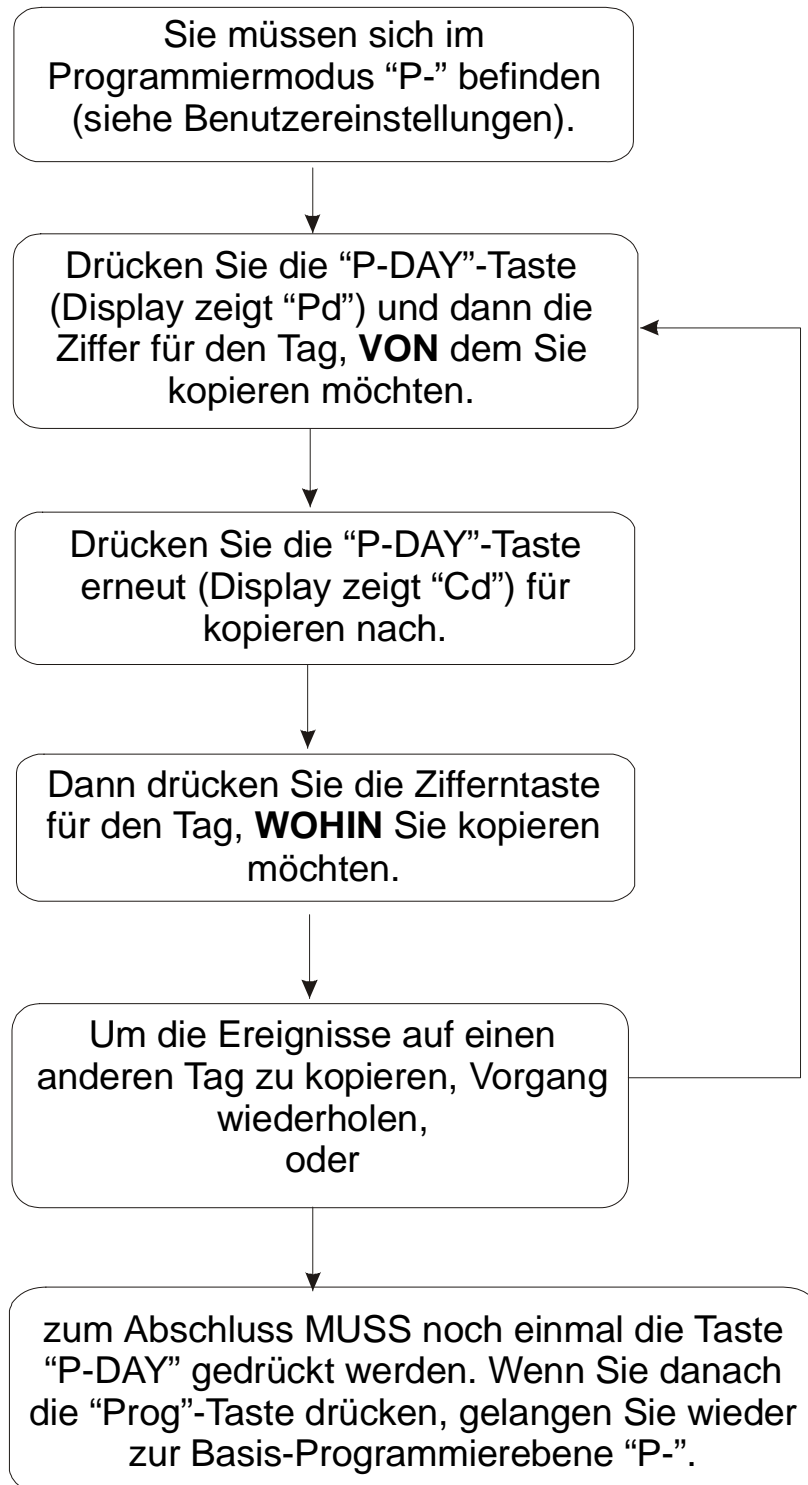 Sie müssen sich im
Programmiermodus “P-” befinden
(siehe Benutzereinstellungen).
Drücken Sie die “P-DAY”-Taste
(Display zeigt “Pd”) und dann die
Ziffer für den Tag, VON dem Sie
kopieren möchten.
Drücken Sie die “P-DAY”-Taste
erneut (Display zeigt “Cd”) für
kopieren nach.
Dann drücken Sie die Zifferntaste
für den Tag, WOHIN Sie kopieren
möchten.
Um die Ereignisse auf einen
anderen Tag zu kopieren, Vorgang
wiederholen,
oder
zum Abschluss MUSS noch einmal die Taste
“P-DAY” gedrückt werden. Wenn Sie danach
die “Prog”-Taste drücken, gelangen Sie wieder
zur Basis-Programmierebene “P-”.